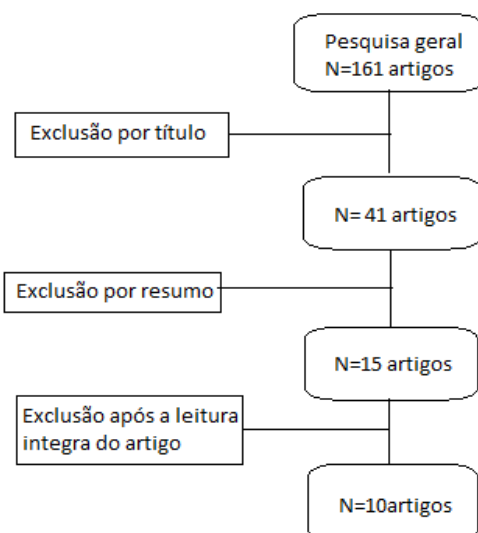 Pesquisa geral
N=161 artigos
Exclusão por título
N= 41 artigos
Exclusão por resumo
N=15 artigos
Exclusão após a leitura
integra do artigo
N=10artigos